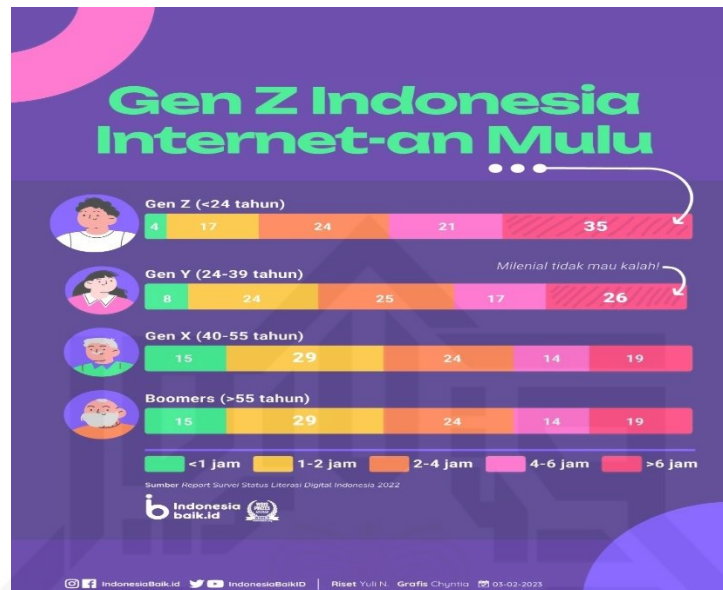 Gen Z Indonesia
Internet-an Mulu
Gen Z (<24 tahun)
4 17 24 21 35
Milenial tidak mau kalah!
Gen Y (24-39 tahun)
8 24 25 17 26
Gen X (40-55 tahun)
15 29 24 14 19
Boomers (>55 tahun)
15 29 24 14 19
<1 jam 1-2 jam 2-4 jam 4-6 jam >6 jam
Sumber Report Survei Status Literasi Digital Indonesia 2022
Indonesia
baik.id
IndonesiaBaik.id IndonesiaBaikID | Riset Yuli N. Grafis Chyntia 03-02-2023